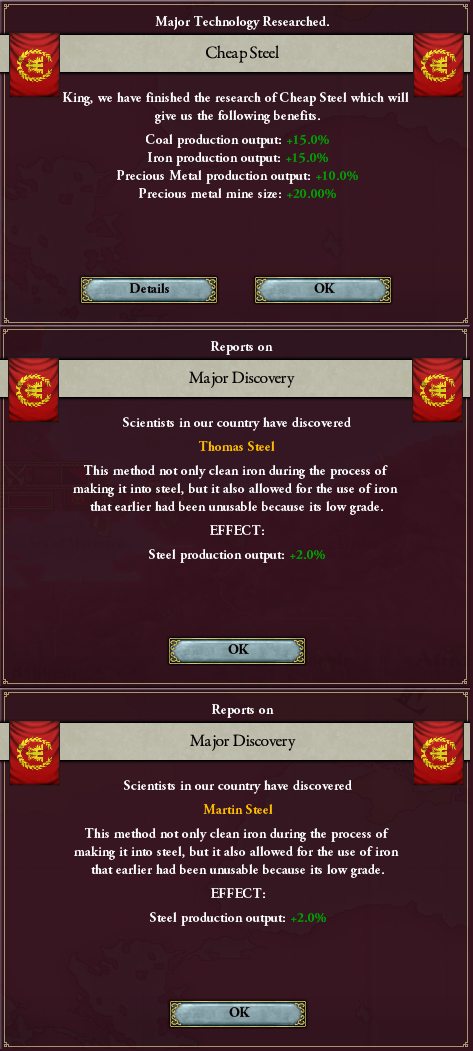 Major Technology Researched.
Cheap Steel
King, we have finished the research of Cheap Steel which will
give us the following benefits.
Coal production output: +15.0%
Iron production output: +15.0%
Precious Metal production output: +10.0%
Precious metal mine size: +20.00%
Details
OK
Reports on
Major Discovery
Scientists in our country have discovered
Thomas Steel
This method not only clean iron during the process of
making it into steel, but it also allowed for the use of iron
that earlier had been unusable because its low grade.
EFFECT:
Steel production output: +2.0%
OK
Reports on
Major Discovery
Scientists in our country have discovered
Martin Steel
This method not only clean iron during the process of
making it into steel, but it also allowed for the use of iron
that earlier had been unusable because its low grade.
EFFECT:
Steel production output: +2.0%
OK